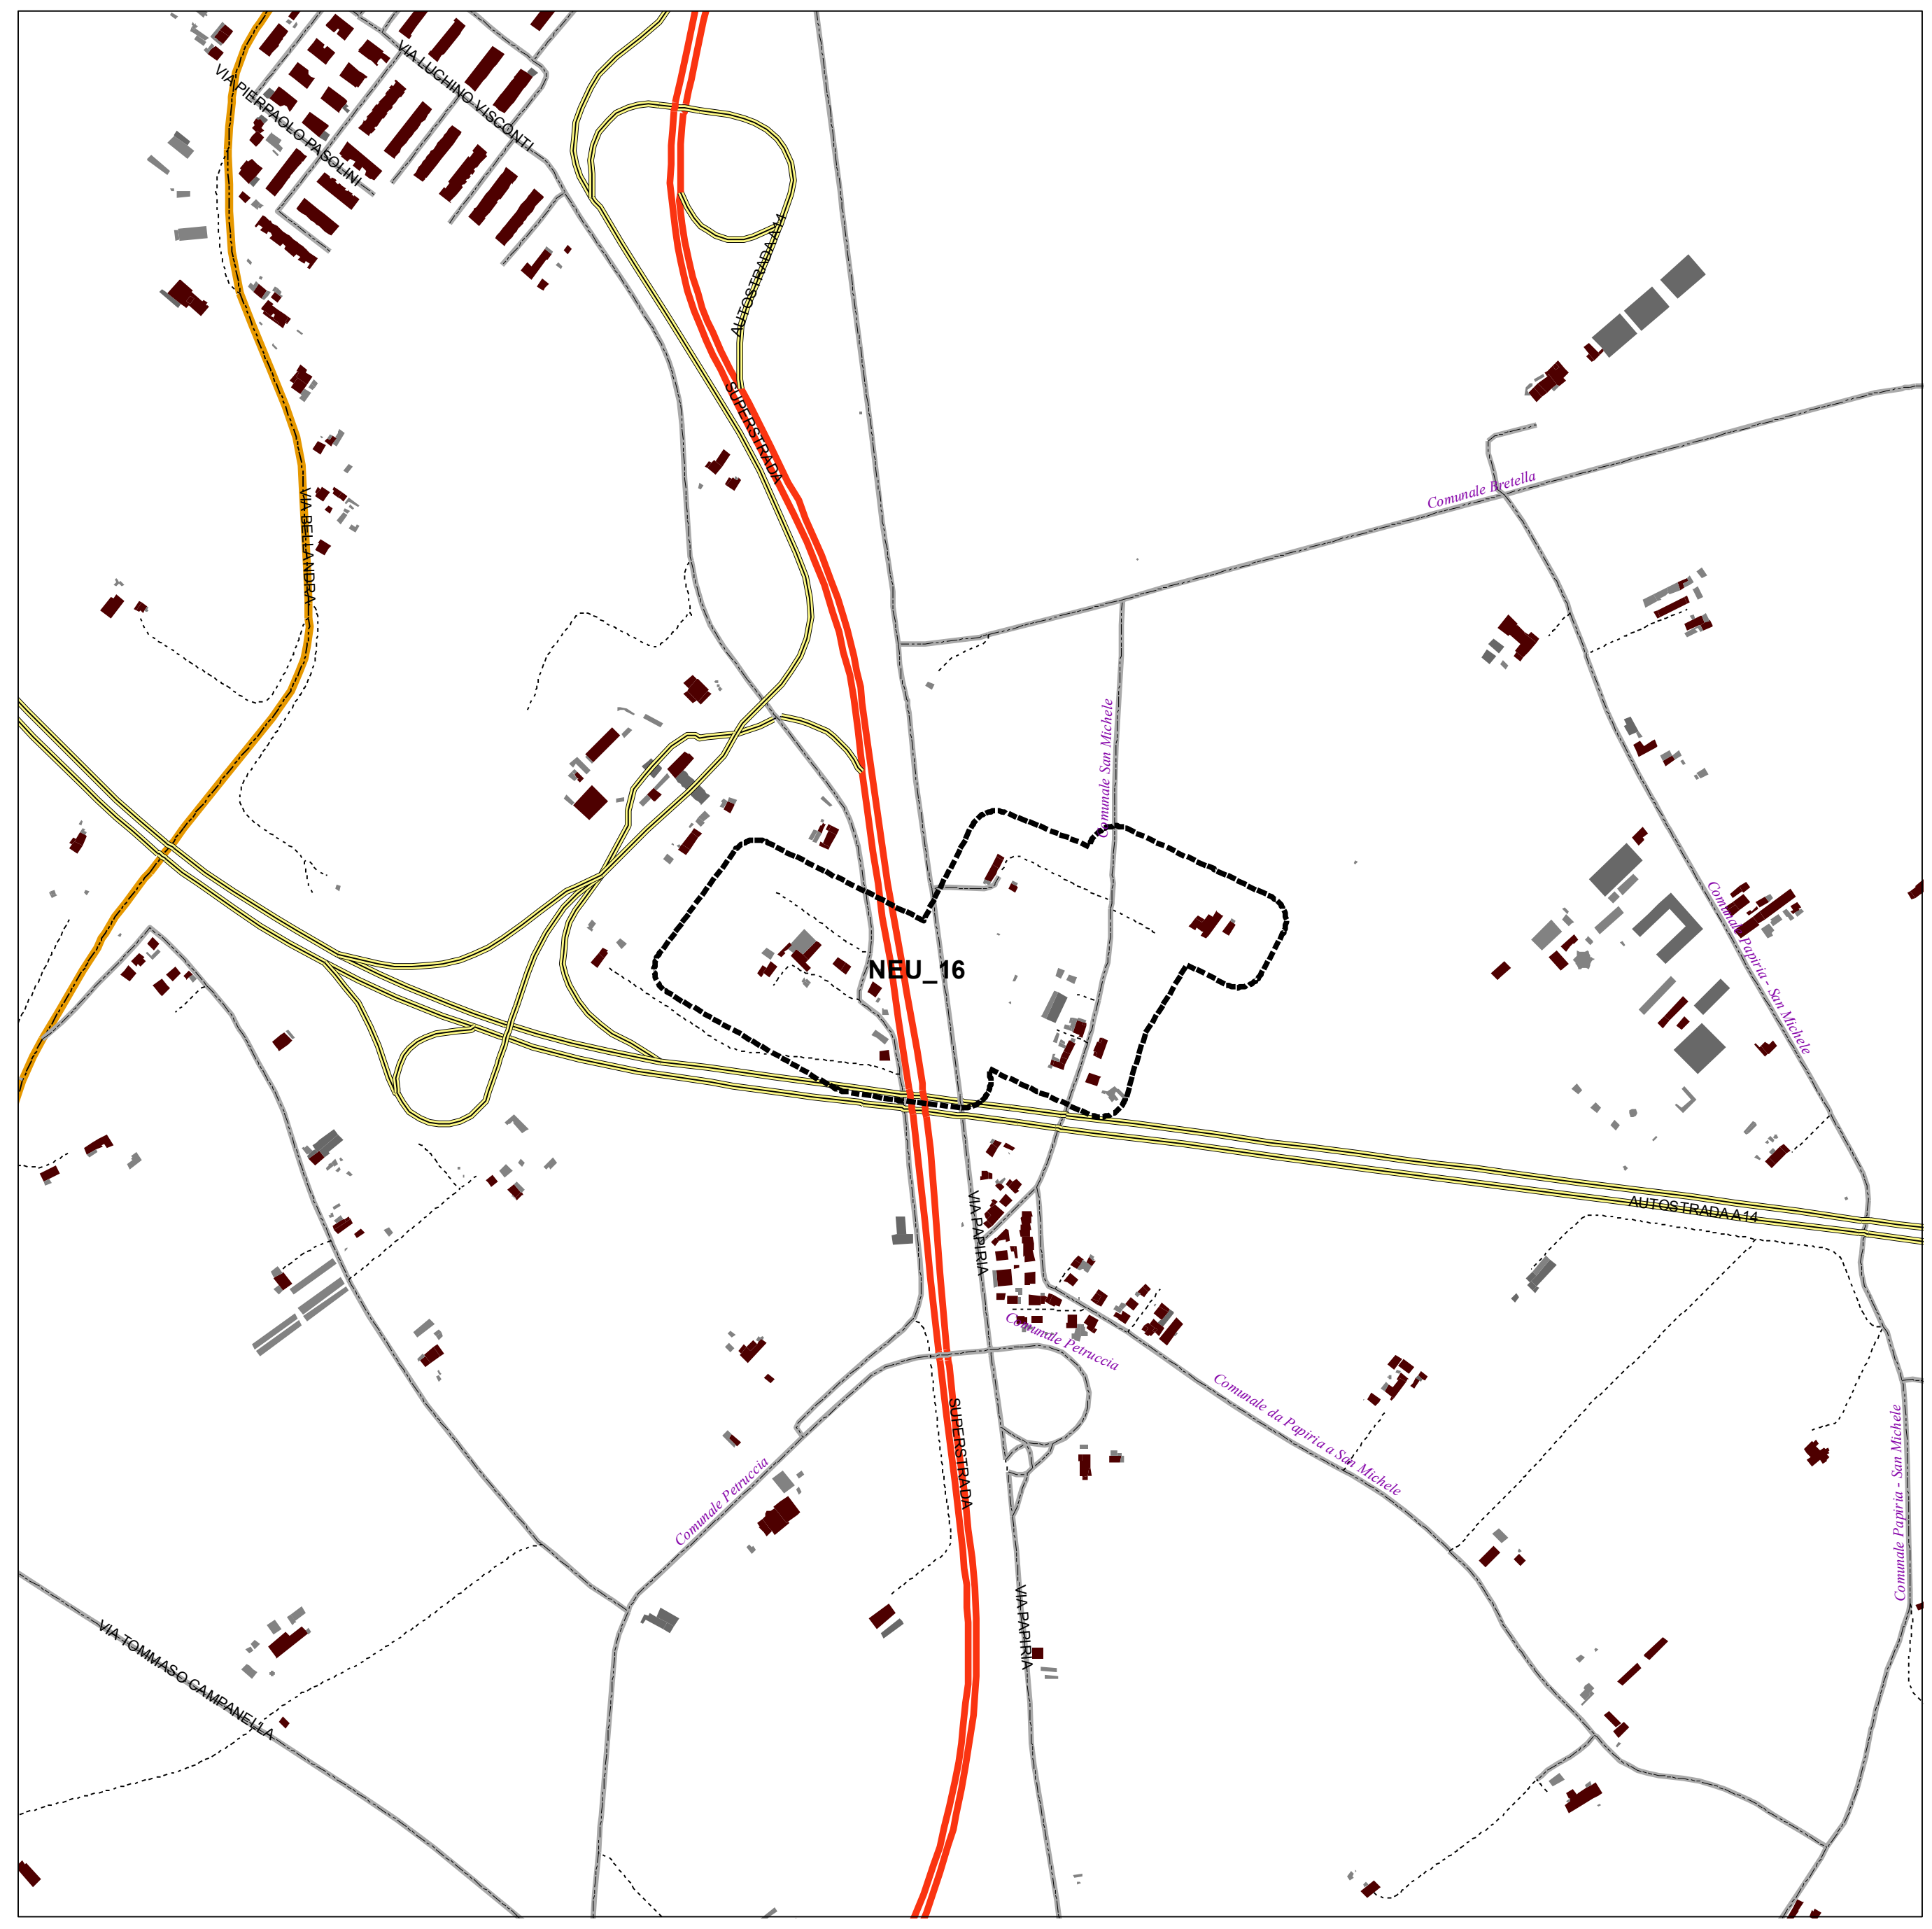 VIA LUCHINO VISCONTI
VIA PIERPAOLO PASOLINI
AUTOSTRADA A14
SUPERSTRADA
VIA BELLANDRA
Comunale Bretella
Comunale San Michele
Comunale Papiria - San Michele
NEU_16
AUTOSTRADA A14
VIA PAPIRIA
Comunale Petruccia
Comunale da Papiria a San Michele
SUPERSTRADA
Comunale Petruccia
Comunale Papiria - San Michele
VIA PAPIRIA
VIA TOMMASO CAMPANELLA